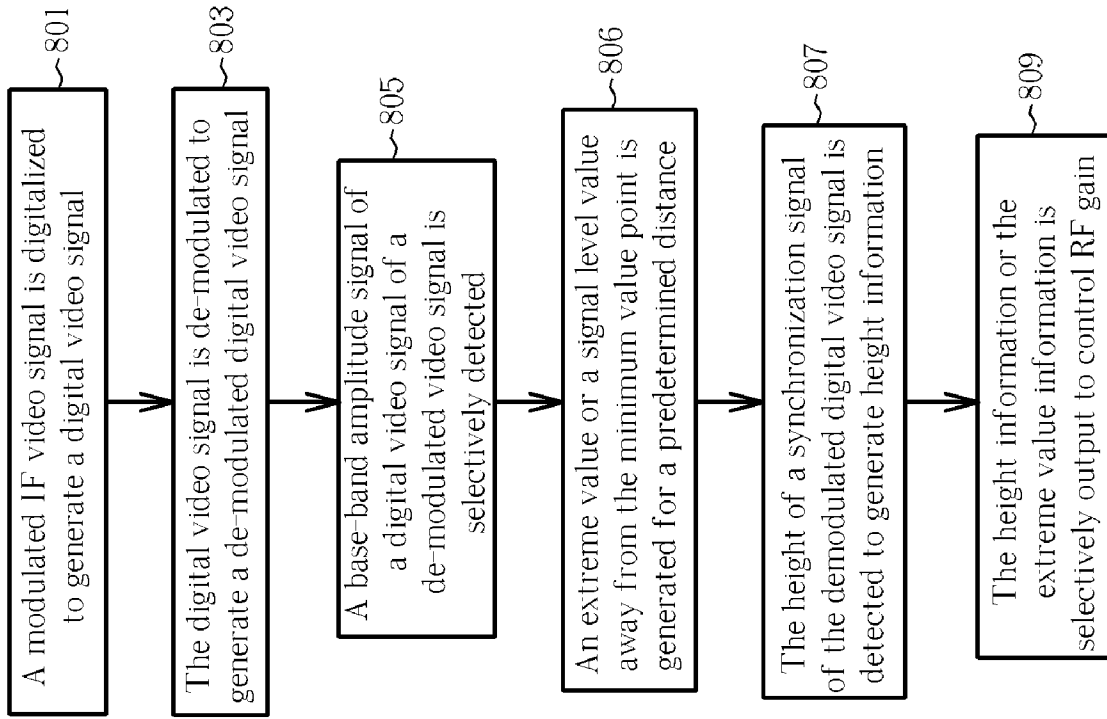 801
A modulated IF video signal is digitalized
to generate a digital video signal
803
The digital video signal is de-modulated to
generate a de-modulated digital video signal
805
A base-band amplitude signal of
a digital video signal of a
de-modulated video signal is
selectively detected
806
An extreme value or a signal level value
away from the minimum value point is
generated for a predetermined distance
807
The height of a synchronization signal
of the demodulated digital video signal is
detected to generate height information
809
The height information or the
extreme value information is
selectively output to control RF gain